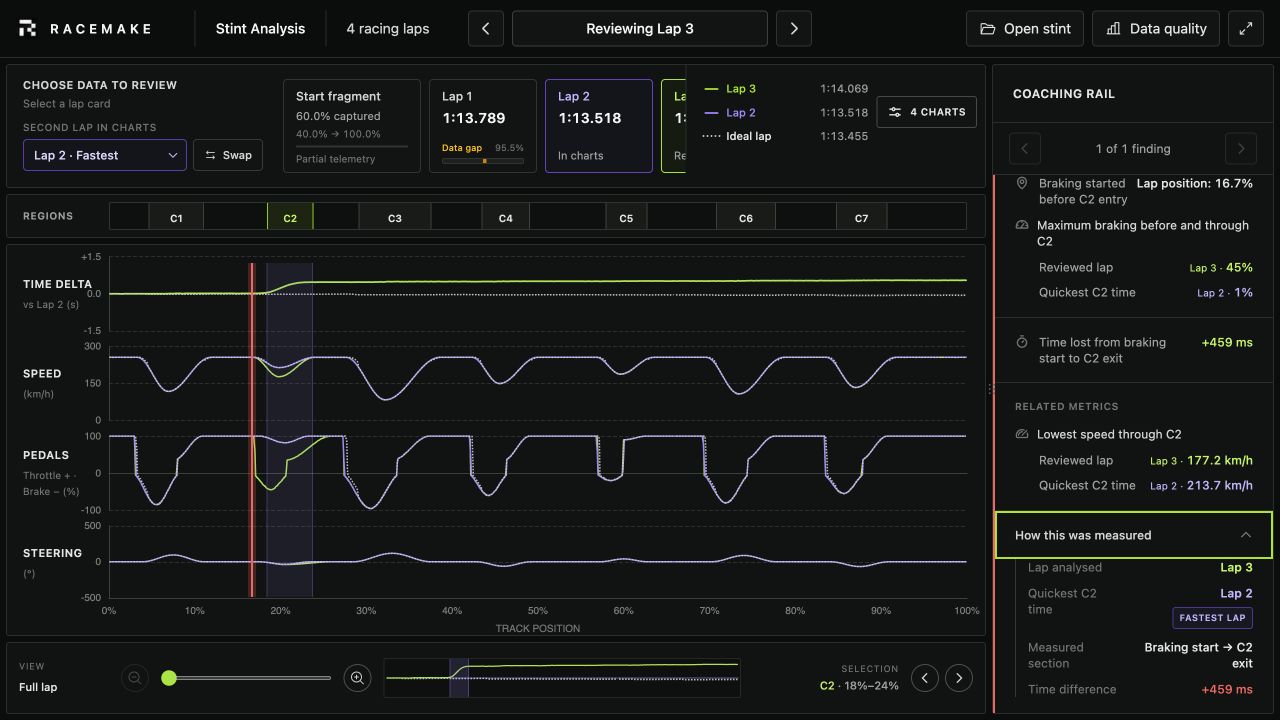 RACEMAKE
Stint Analysis
4 racing laps
Reviewing Lap 3
Open stint
Data quality
CHOOSE DATA TO REVIEW
Select a lap card
SECOND LAP IN CHARTS
Lap 2 · Fastest
Swap
Start fragment
60.0% captured
40.0% → 100.0%
Partial telemetry
Lap 1
1:13.789
Data gap 95.5%
Lap 2
1:13.518
In charts
La
1:
Re
Lap 3 1:14.069
Lap 2 1:13.518
Ideal lap 1:13.455
4 CHARTS
REGIONS
C1
C2
C3
C4
C5
C6
C7
TIME DELTA
vs Lap 2 (s)
+1.5
0.0
-1.5
SPEED
(km/h)
300
150
0
PEDALS
Throttle + ·
Brake − (%)
100
0
-100
STEERING
(°)
500
0
-500
0% 10% 20% 30% 40% 50% 60% 70% 80% 90% 100%
TRACK POSITION
VIEW
Full lap
SELECTION
C2 · 18%–24%
COACHING RAIL
1 of 1 finding
Braking started Lap position: 16.7%
before C2 entry
Maximum braking before and through
C2
Reviewed lap Lap 3 · 45%
Quickest C2 time Lap 2 · 1%
Time lost from braking +459 ms
start to C2 exit
RELATED METRICS
Lowest speed through C2
Reviewed lap Lap 3 · 177.2 km/h
Quickest C2 time Lap 2 · 213.7 km/h
How this was measured
Lap analysed Lap 3
Quickest C2 Lap 2
time
FASTEST LAP
Measured Braking start → C2
section exit
Time difference +459 ms